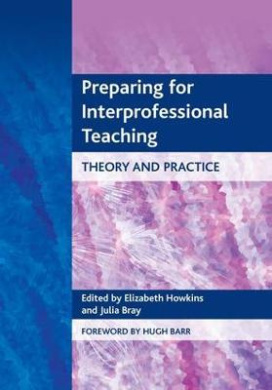 Preparing for
Interprofessional
Teaching
THEORY AND PRACTICE
Edited by Elizabeth Howkins
and Julia Bray
FOREWORD BY HUGH BARR